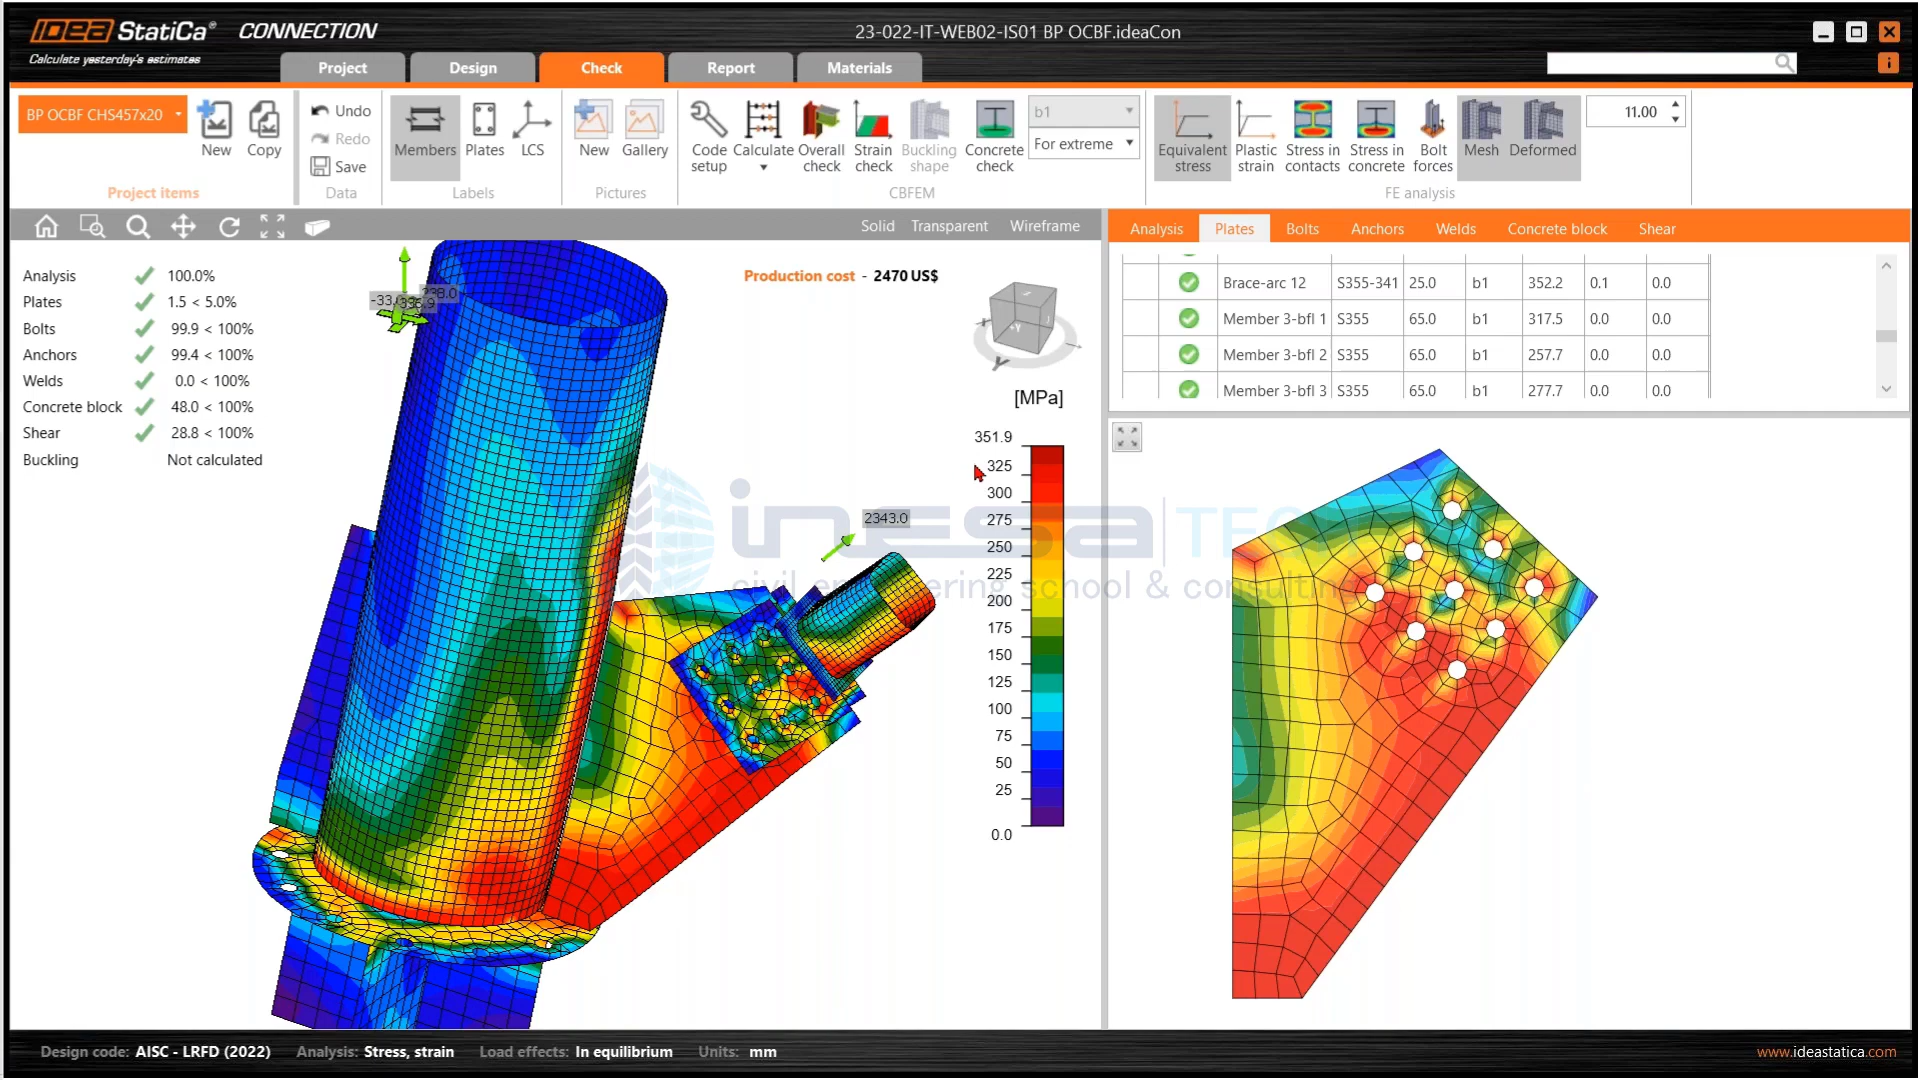 IDEA StatiCa® CONNECTION
Calculate yesterday's estimates
23-022-IT-WEB02-IS01 BP OCBF.ideaCon
Project Design Check Report Materials
BP OCBF CHS457x20
New Copy
Project items
Undo
Redo
Save
Data
Members Plates LCS
Labels
New Gallery
Pictures
Code setup Calculate Overall check Strain check Buckling shape Concrete check
b1
For extreme
CBFEM
Equivalent stress Plastic strain Stress in contacts Stress in concrete Bolt forces Mesh Deformed
11.00
FE analysis
Solid Transparent Wireframe
Analysis 100.0%
Plates 1.5 < 5.0%
Bolts 99.9 < 100%
Anchors 99.4 < 100%
Welds 0.0 < 100%
Concrete block 48.0 < 100%
Shear 28.8 < 100%
Buckling Not calculated
Production cost - 2470 US$
2343.0
[MPa]
351.9
325
300
275
250
225
200
175
150
125
100
75
50
25
0.0
inesa
civil engineering school & consulting
Analysis Plates Bolts Anchors Welds Concrete block Shear
Brace-arc 12 S355-341 25.0 b1 352.2 0.1 0.0
Member 3-bfl 1 S355 65.0 b1 317.5 0.0 0.0
Member 3-bfl 2 S355 65.0 b1 257.7 0.0 0.0
Member 3-bfl 3 S355 65.0 b1 277.7 0.0 0.0
Design code: AISC - LRFD (2022) Analysis: Stress, strain Load effects: In equilibrium Units: mm
www.ideastatica.com